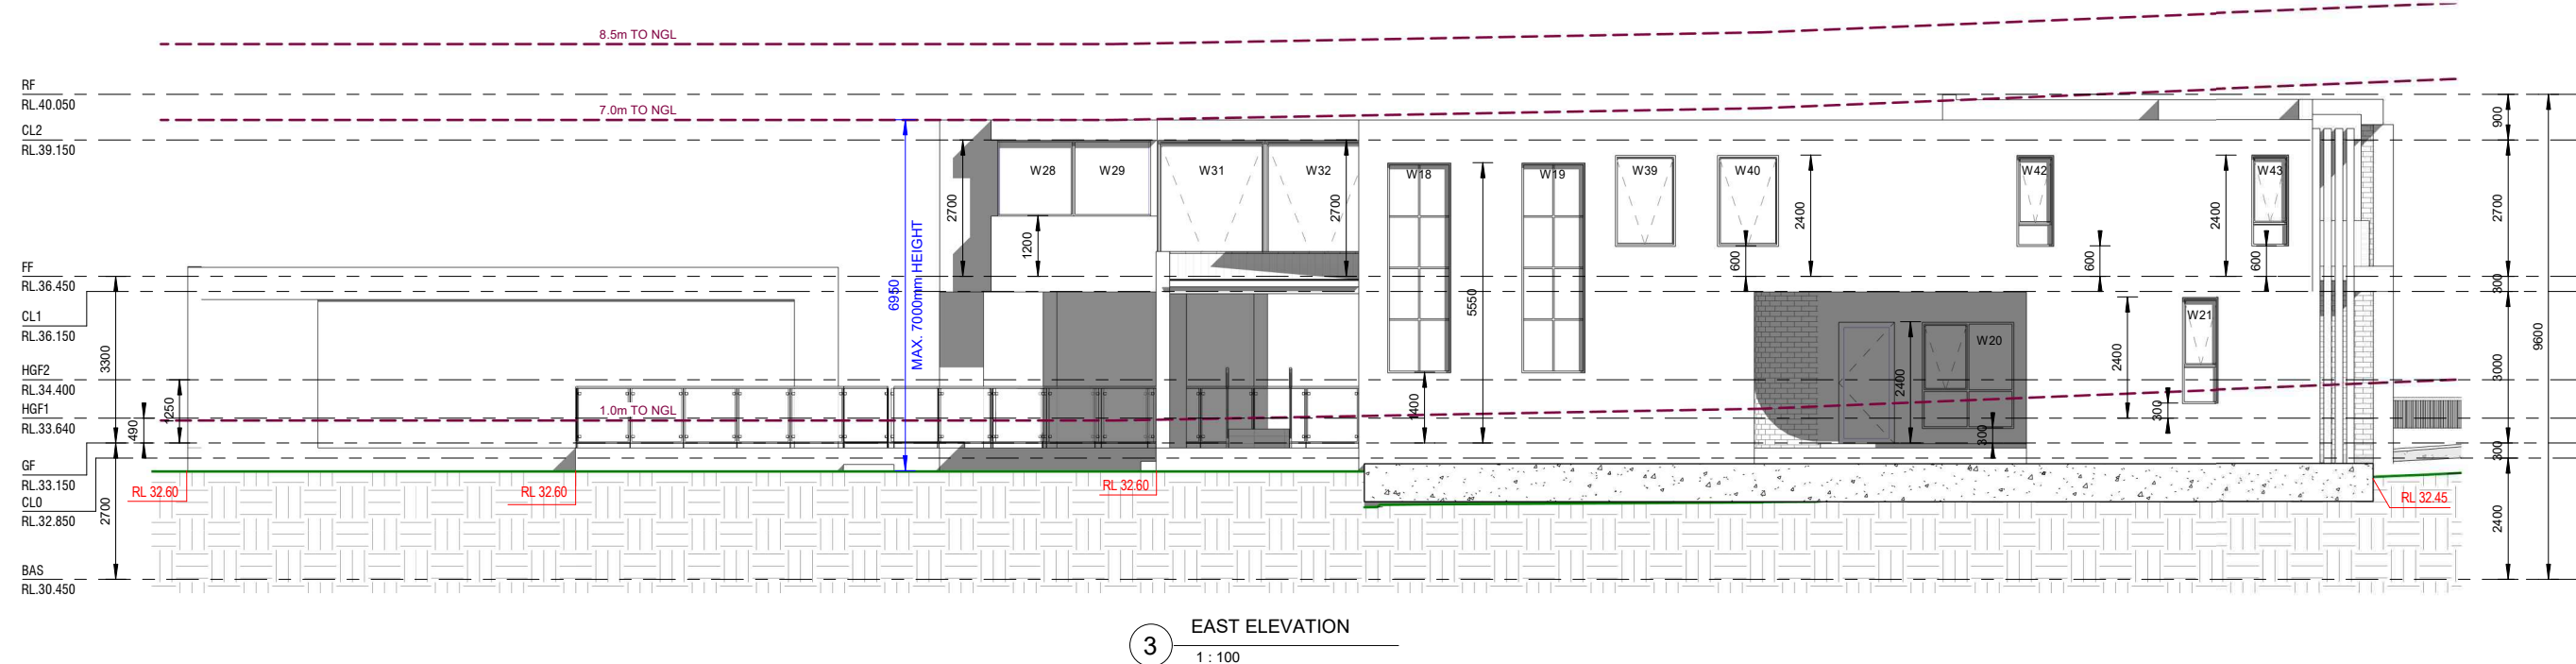 8.5m TO NGL
RF
RL.40.050
7.0m TO NGL
CL2
RL.39.150
FF
RL.36.450
CL1
RL.36.150
HGF2
RL.34.400
HGF1
RL.33.640
GF
RL.33.150
CL0
RL.32.850
BAS
RL.30.450
3300
1250
490
2700
RL 32.60
RL 32.60
RL 32.60
1.0m TO NGL
6950
MAX. 7000mm HEIGHT
2700
W28
W29
1200
W31
W32
2700
W18
1400
5550
W19
W39
W40
600
2400
2400
W20
300
W42
600
2400
300
W21
2400
W43
600
RL 32.45
900
2700
300
3000
300
2400
9600
3
EAST ELEVATION
1 : 100